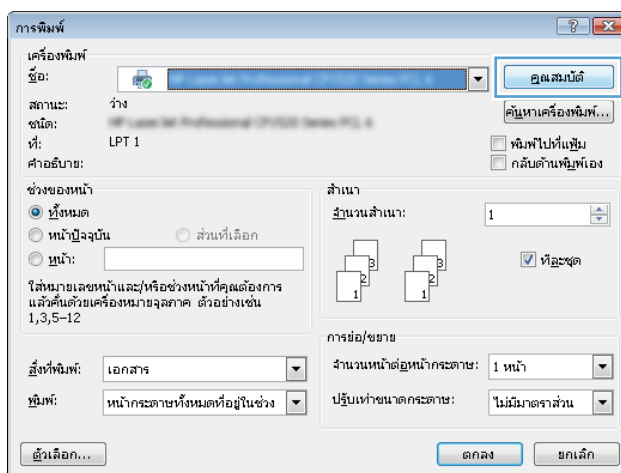 การพิมพ์
เครื่องพิมพ์
ชื่อ:
คุณสมบัติ
สถานะ: ว่าง
ค้นหาเครื่องพิมพ์...
ชนิด:
ที่: LPT 1
พิมพ์ไปที่แฟ้ม
คำอธิบาย:
กลับด้านพิมพ์เอง
ช่วงของหน้า
ทั้งหมด
หน้าปัจจุบัน ส่วนที่เลือก
หน้า:
ใส่หมายเลขหน้าและ/หรือช่วงหน้าที่คุณต้องการ
แล้วคั่นด้วยเครื่องหมายจุลภาค ตัวอย่างเช่น
1,3,5–12
สำเนา
จำนวนสำเนา: 1
3 3
2 2
1 1
ทีละชุด
สิ่งที่พิมพ์: เอกสาร
พิมพ์: หน้ากระดาษทั้งหมดที่อยู่ในช่วง
การย่อ/ขยาย
จำนวนหน้าต่อหน้ากระดาษ: 1 หน้า
ปรับเท่าขนาดกระดาษ: ไม่มีมาตราส่วน
ตัวเลือก... ตกลง ยกเลิก